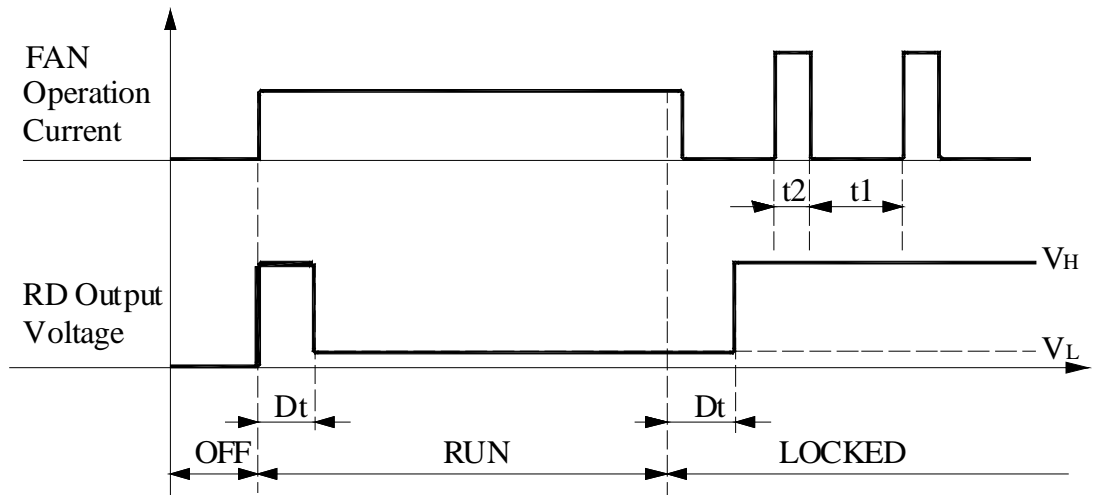 FAN
Operation
Current
t2
t1
RD Output
Voltage
VH
VL
Dt
Dt
OFF
RUN
LOCKED